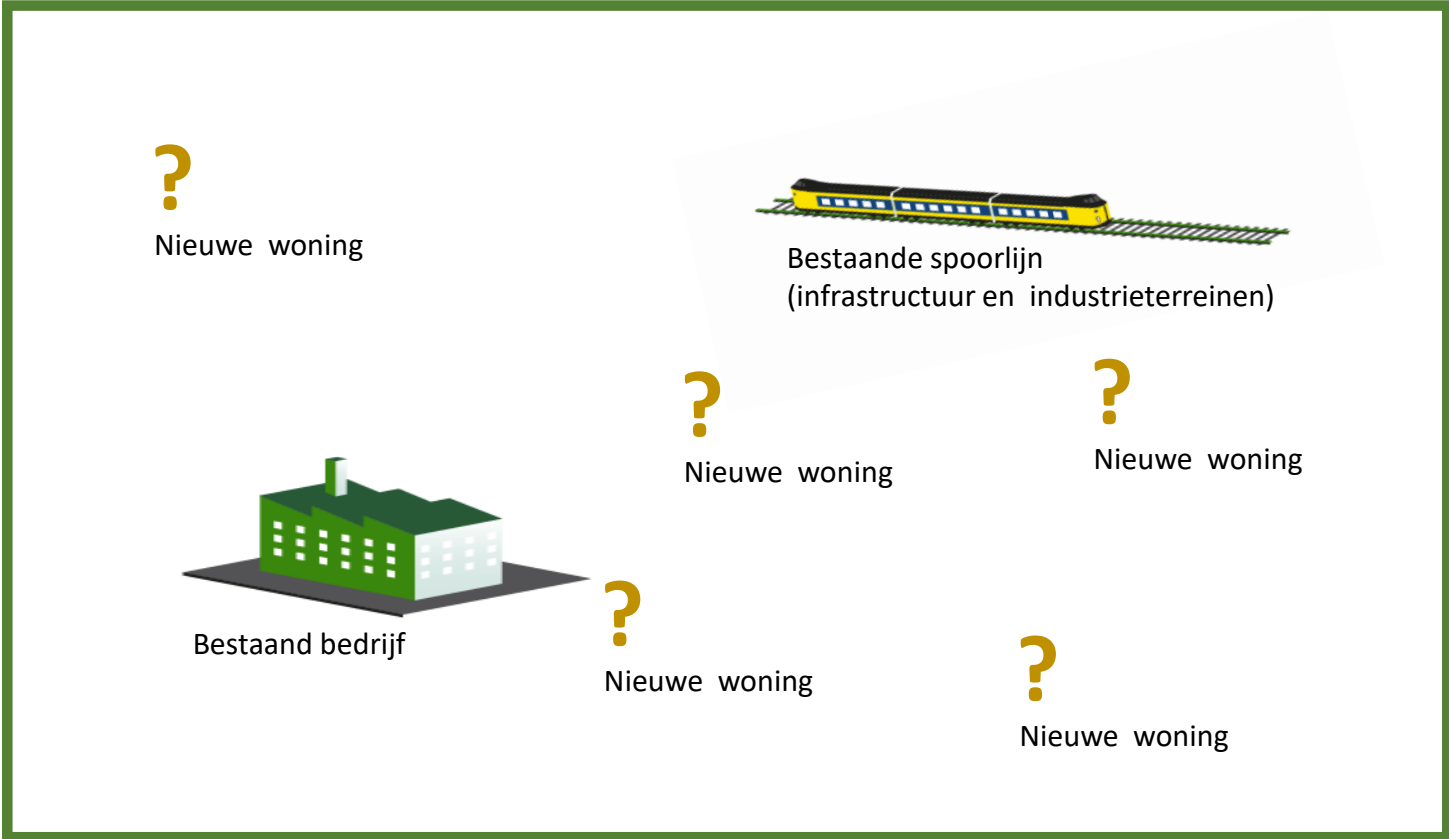 ?
Nieuwe woning
Bestaande spoorlijn
(infrastructuur en industrieterreinen)
?
Nieuwe woning
?
Nieuwe woning
Bestaand bedrijf
?
Nieuwe woning
?
Nieuwe woning